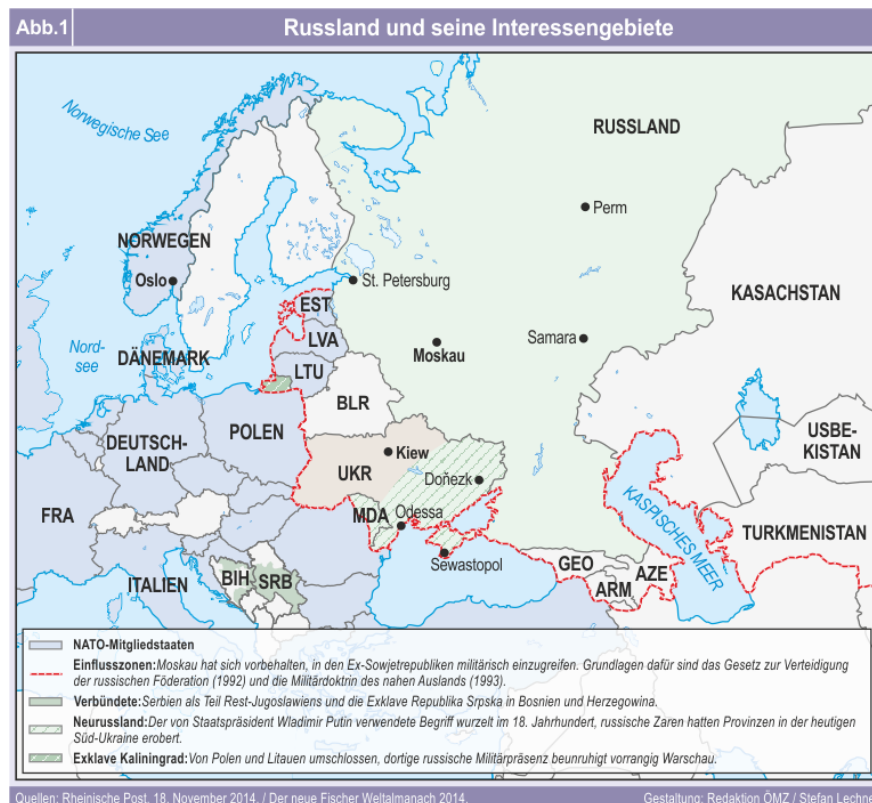 Abb.1
Russland und seine Interessengebiete
Norwegische See
RUSSLAND
Perm
NORWEGEN
Oslo
St. Petersburg
EST
KASACHSTAN
Nord-
see
DÄNEMARK
LVA
Moskau
Samara
LTU
BLR
USBE-
KISTAN
DEUTSCH-
LAND
POLEN
Kiew
UKR
Doñezk
KASPISCHES MEER
FRA
MDA
Odessa
TURKMENISTAN
Sewastopol
GEO
AZE
ARM
ITALIEN
BIH
SRB
NATO-Mitgliedstaaten
Einflusszonen:Moskau hat sich vorbehalten, in den Ex-Sowjetrepubliken militärisch einzugreifen. Grundlagen dafür sind das Gesetz zur Verteidigung
der russischen Föderation (1992) und die Militärdoktrin des nahen Auslands (1993).
Verbündete:Serbien als Teil Rest-Jugoslawiens und die Exklave Republika Srpska in Bosnien und Herzegowina.
Neurussland:Der von Staatspräsident Wladimir Putin verwendete Begriff wurzelt im 18. Jahrhundert, russische Zaren hatten Provinzen in der heutigen
Süd-Ukraine erobert.
Exklave Kaliningrad:Von Polen und Litauen umschlossen, dortige russische Militärpräsenz beunruhigt vorrangig Warschau.
Quellen: Rheinische Post, 18. November 2014. / Der neue Fischer Weltalmanach 2014.
Gestaltung: Redaktion ÖMZ / Stefan Lechne